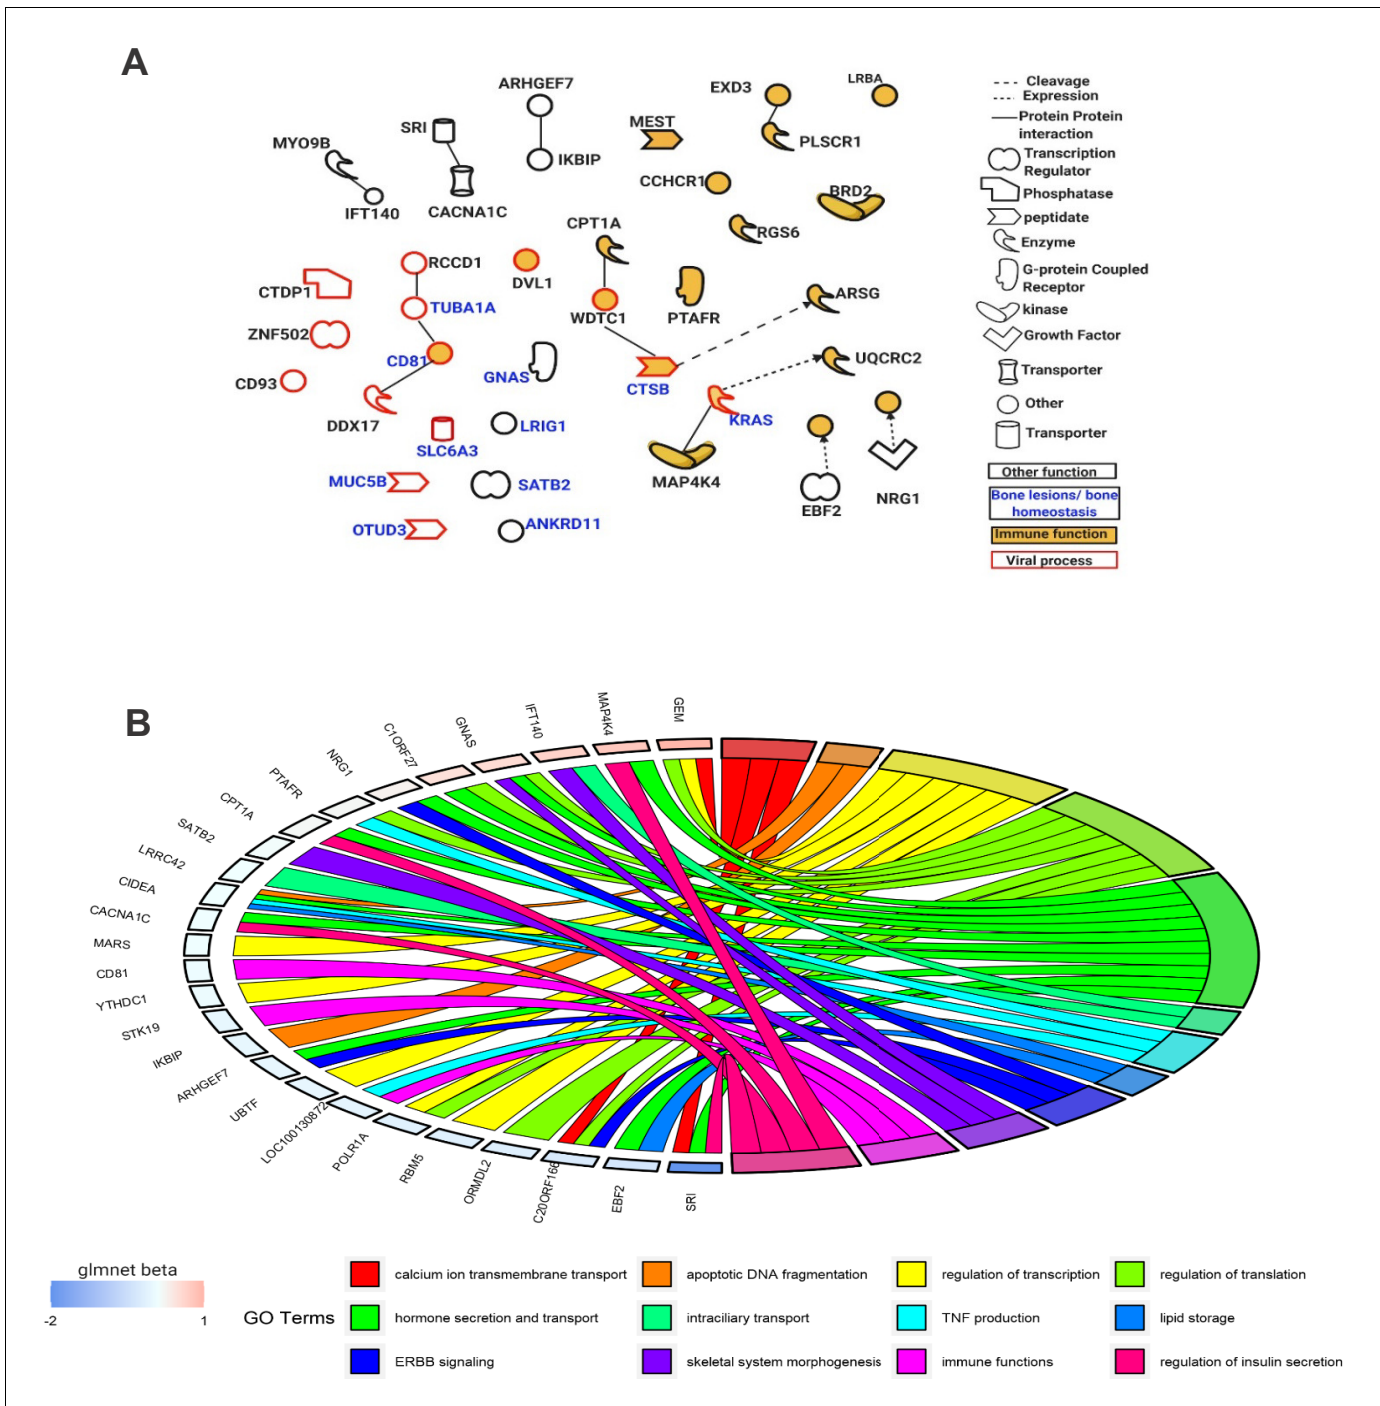 A
ARHGEF7
EXD3
LRBA
SRI
MEST
MYO9B
PLSCR1
IKBIP
CCHCR1
BRD2
IFT140
CACNA1C
CPT1A
RGS6
RCCD1
DVL1
CTDP1
ARSG
TUBA1A
WDTC1
PTAFR
ZNF502
CD81
UQCRC2
GNAS
CD93
CTSB
DDX17
LRIG1
KRAS
SLC6A3
MUC5B
SATB2
MAP4K4
NRG1
EBF2
OTUD3
ANKRD11
Cleavage
Expression
Protein Protein
interaction
Transcription
Regulator
Phosphatase
peptidate
Enzyme
G-protein Coupled
Receptor
kinase
Growth Factor
Transporter
Other
Transporter
Other function
Bone lesions/ bone
homeostasis
Immune function
Viral process
B
GEM
MAP4K4
IFT140
GNAS
C1ORF27
NRG1
PTAFR
CPT1A
SATB2
LRRC42
CIDEA
CACNA1C
MARS
CD81
YTHDC1
STK19
IKBIP
ARHGEF7
UBTF
LOC100130872
POLR1A
RBM5
ORMDL2
C20ORF166
EBF2
SRI
glmnet beta
-2 1
GO Terms
calcium ion transmembrane transport
apoptotic DNA fragmentation
regulation of transcription
regulation of translation
hormone secretion and transport
intraciliary transport
TNF production
lipid storage
ERBB signaling
skeletal system morphogenesis
immune functions
regulation of insulin secretion